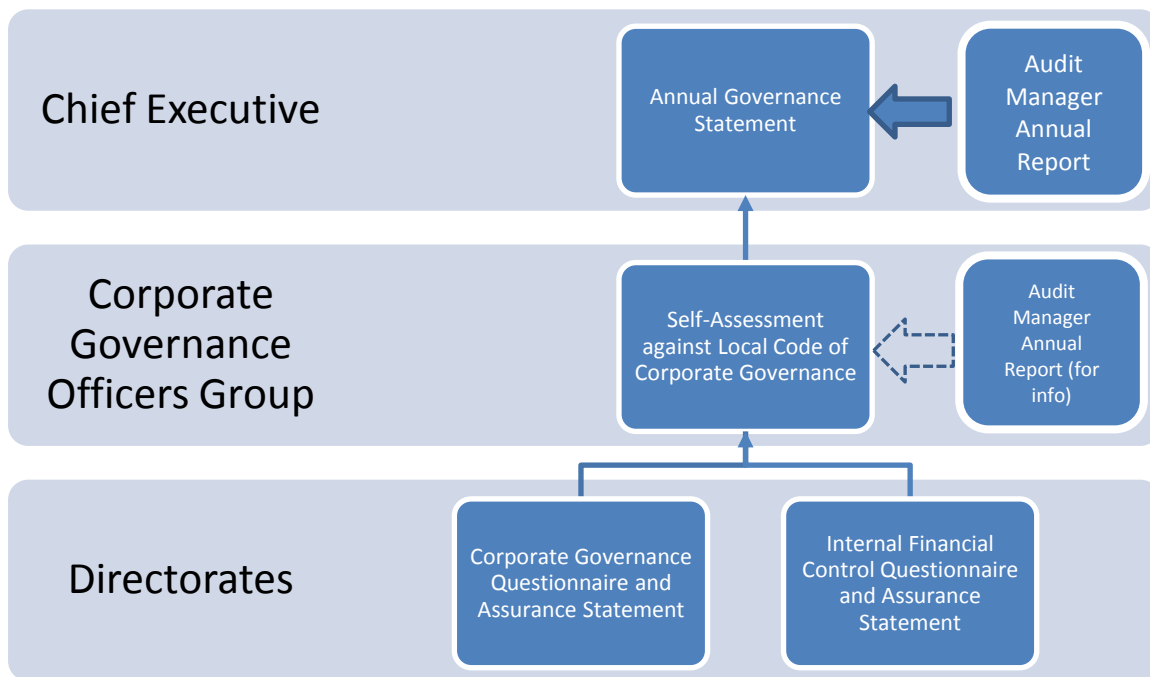 Chief Executive
Annual Governance
Statement
Audit
Manager
Annual
Report
Corporate
Governance
Officers Group
Self-Assessment
against Local Code of
Corporate Governance
Audit
Manager
Annual
Report (for
info)
Directorates
Corporate Governance
Questionnaire and
Assurance Statement
Internal Financial
Control Questionnaire
and Assurance
Statement